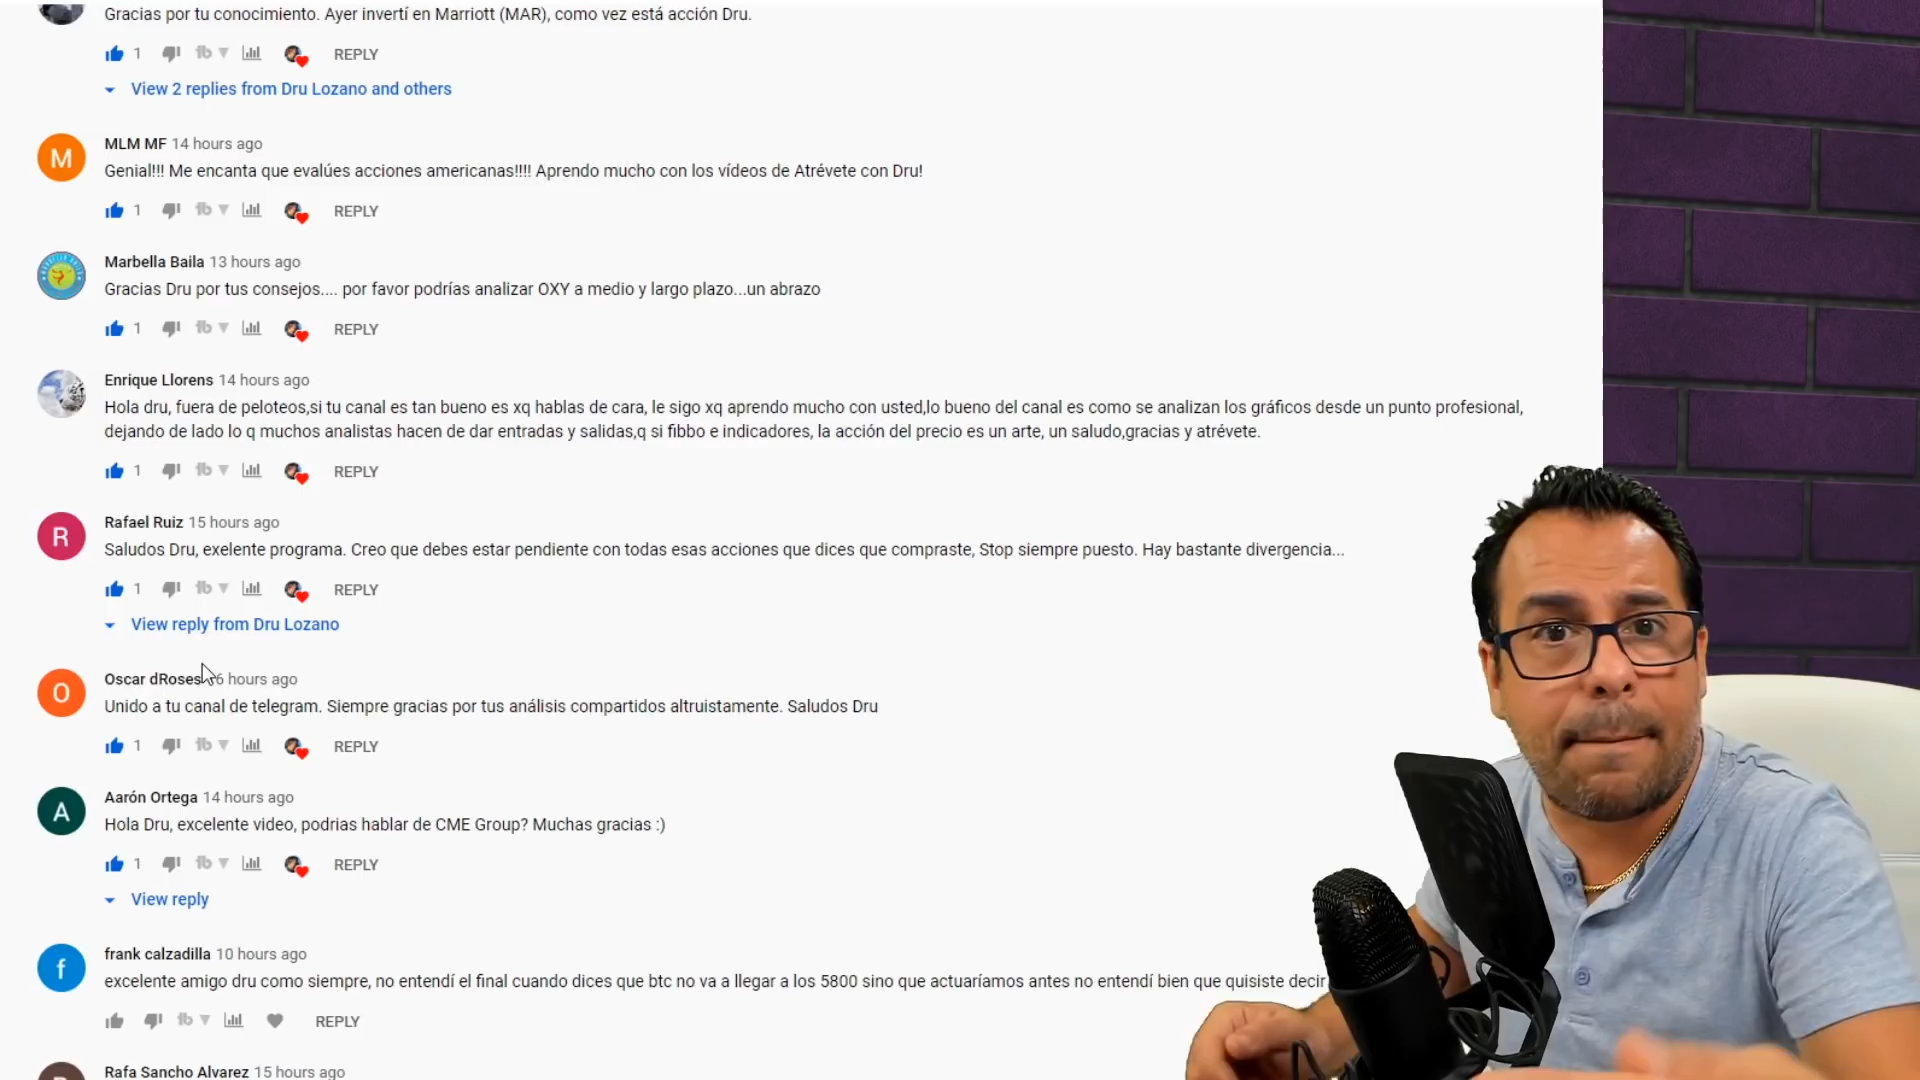 Gracias por tu conocimiento. Ayer invertí en Marriott (MAR), como vez está acción Dru.
1 REPLY
View 2 replies from Dru Lozano and others
M
MLM MF 14 hours ago
Genial!!! Me encanta que evalúes acciones americanas!!!! Aprendo mucho con los vídeos de Atrévete con Dru!
1 REPLY
Marbella Baila 13 hours ago
Gracias Dru por tus consejos.... por favor podrías analizar OXY a medio y largo plazo...un abrazo
1 REPLY
Enrique Llorens 14 hours ago
Hola dru, fuera de peloteos,si tu canal es tan bueno es xq hablas de cara, le sigo xq aprendo mucho con usted,lo bueno del canal es como se analizan los gráficos desde un punto profesional,
dejando de lado lo q muchos analistas hacen de dar entradas y salidas,q si fibbo e indicadores, la acción del precio es un arte, un saludo,gracias y atrévete.
1 REPLY
R
Rafael Ruiz 15 hours ago
Saludos Dru, exelente programa. Creo que debes estar pendiente con todas esas acciones que dices que compraste, Stop siempre puesto. Hay bastante divergencia...
1 REPLY
View reply from Dru Lozano
O
Oscar dRoses 6 hours ago
Unido a tu canal de telegram. Siempre gracias por tus análisis compartidos altruistamente. Saludos Dru
1 REPLY
A
Aarón Ortega 14 hours ago
Hola Dru, excelente video, podrias hablar de CME Group? Muchas gracias :)
1 REPLY
View reply
f
frank calzadilla 10 hours ago
excelente amigo dru como siempre, no entendí el final cuando dices que btc no va a llegar a los 5800 sino que actuaríamos antes no entendí bien que quisiste decir
REPLY
Rafa Sancho Alvarez 15 hours ago